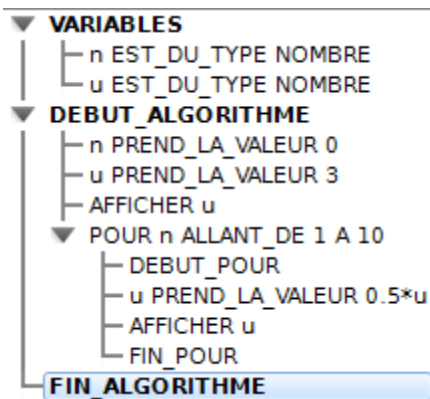 VARIABLES
n EST_DU_TYPE NOMBRE
u EST_DU_TYPE NOMBRE
DEBUT_ALGORITHME
n PREND_LA_VALEUR 0
u PREND_LA_VALEUR 3
AFFICHER u
POUR n ALLANT_DE 1 A 10
DEBUT_POUR
u PREND_LA_VALEUR 0.5*u
AFFICHER u
FIN_POUR
FIN_ALGORITHME